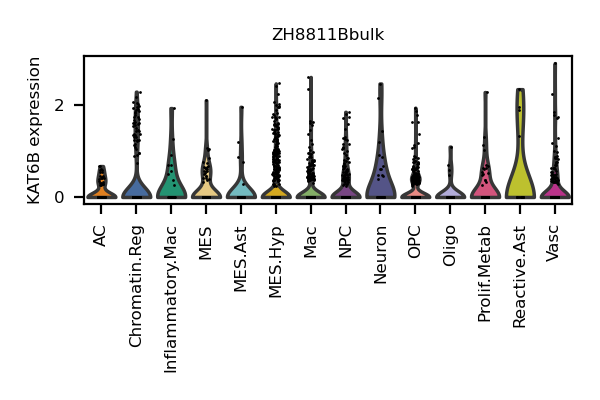 ZH8811Bbulk
KAT6B expression
2
0
AC
Chromatin.Reg
Inflammatory.Mac
MES
MES.Ast
MES.Hyp
Mac
NPC
Neuron
OPC
Oligo
Prolif.Metab
Reactive.Ast
Vasc